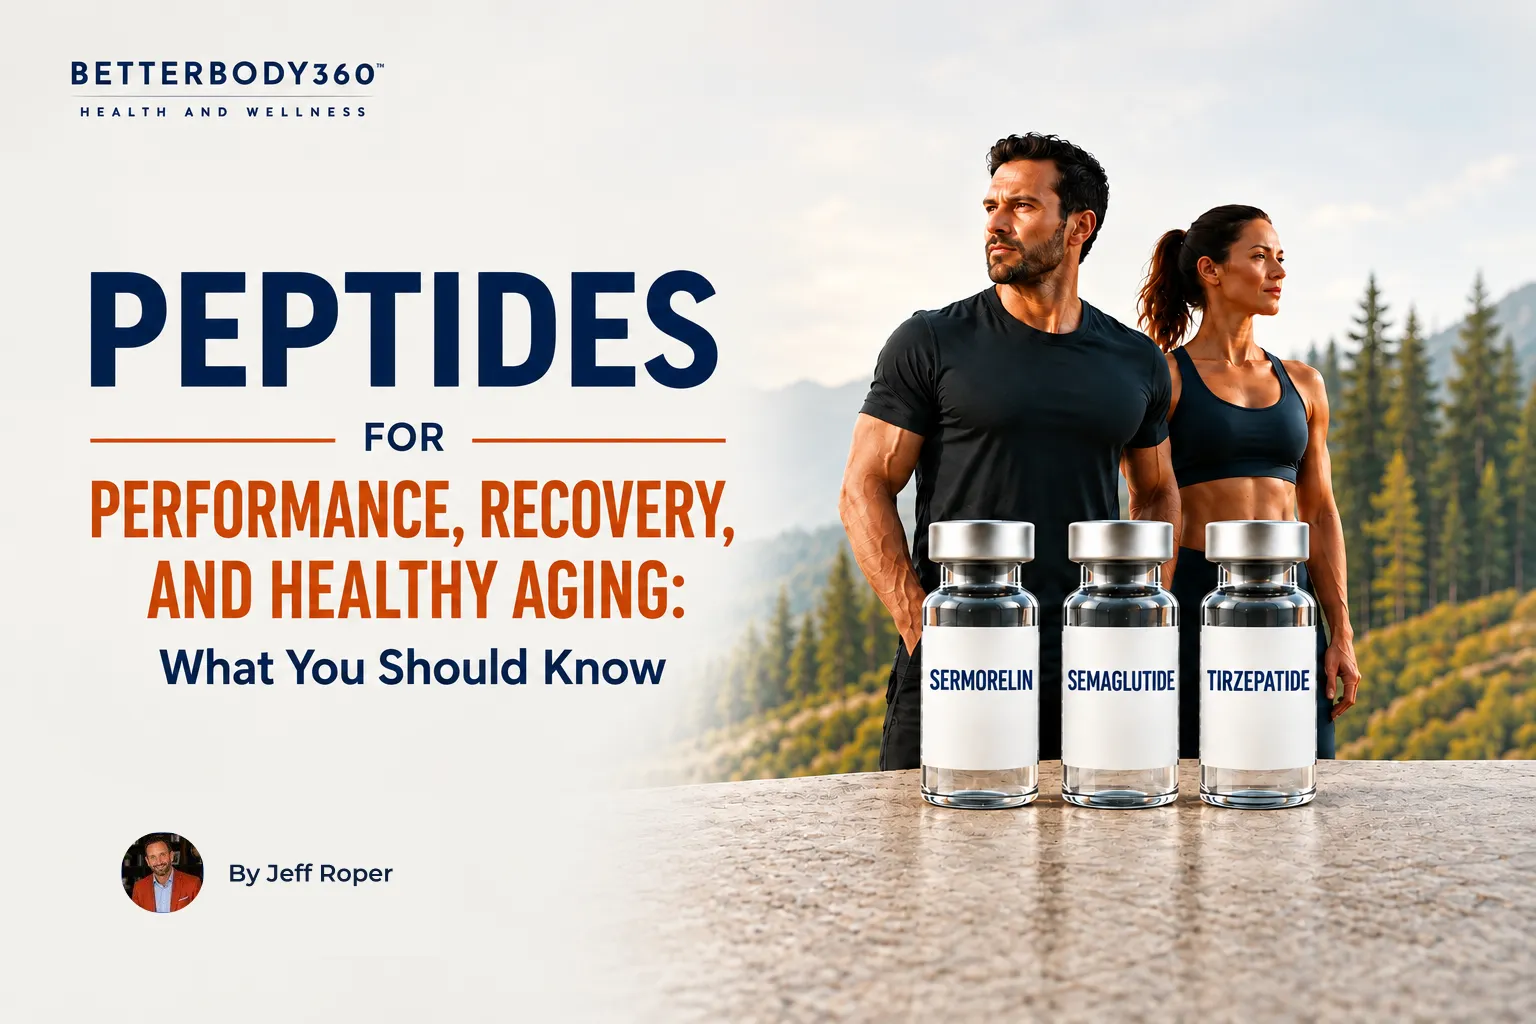 BETTERBODY360™
HEALTH AND WELLNESS
PEPTIDES
FOR
PERFORMANCE, RECOVERY,
AND HEALTHY AGING:
What You Should Know
By Jeff Roper
SERMORELIN
SEMAGLUTIDE
TIRZEPATIDE